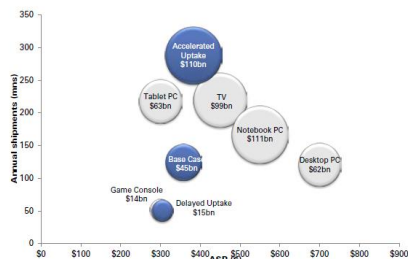 Annual shipments (mns)
350
300
250
200
150
100
50
0
Accelerated
Uptake
$110bn
Tablet PC
$63bn
TV
$99bn
Notebook PC
$111bn
Base Case
$45bn
Desktop PC
$62bn
Game Console
$14bn
Delayed Uptake
$15bn
$0 $100 $200 $300 $400 $500 $600 $700 $800 $900